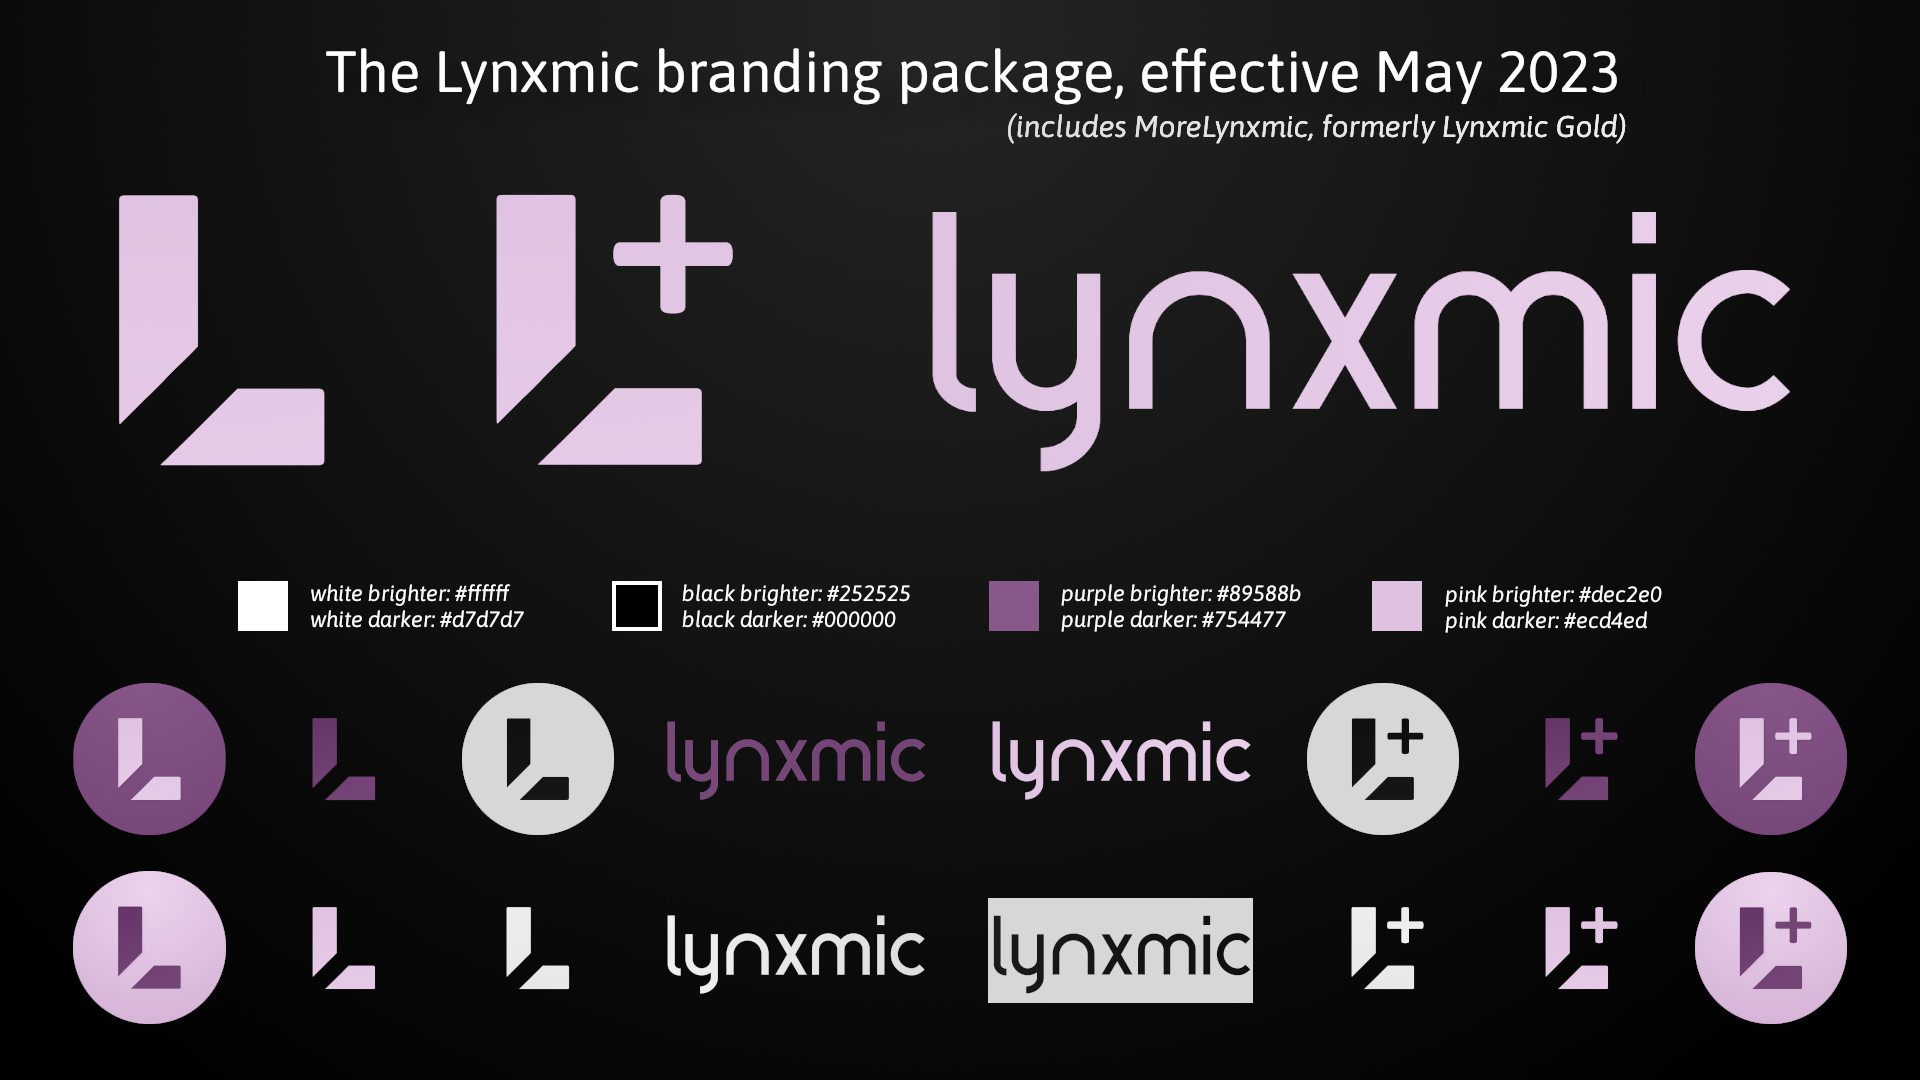 The Lynxmic branding package, effective May 2023
(includes MoreLynxmic, formerly Lynxmic Gold)
L L+ lynxmic
white brighter: #ffffff
white darker: #d7d7d7
black brighter: #252525
black darker: #000000
purple brighter: #89588b
purple darker: #754477
pink brighter: #dec2e0
pink darker: #ecd4ed
L L L lynxmic lynxmic L+ L+ L+
L L L lynxmic lynxmic L+ L+ L+